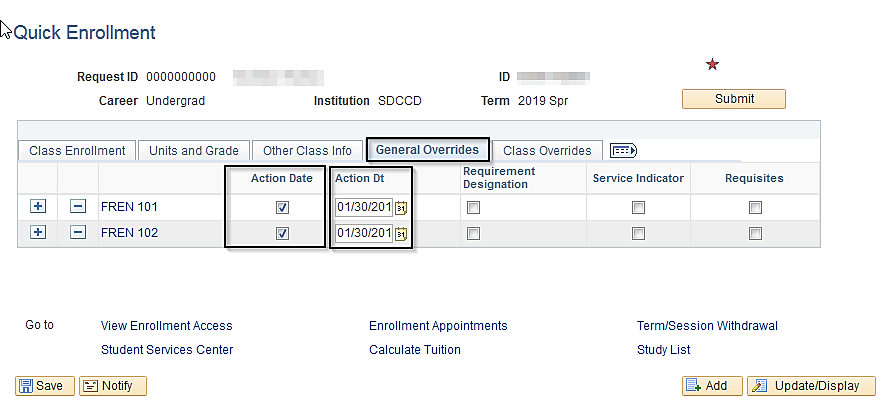 Quick Enrollment
Request ID 0000000000 ID
Career Undergrad Institution SDCCD Term 2019 Spr Submit
Class Enrollment Units and Grade Other Class Info General Overrides Class Overrides
Action Date Action Dt Requirement Designation Service Indicator Requisites
FREN 101 01/30/201 31
FREN 102 01/30/201 31
Go to View Enrollment Access Enrollment Appointments Term/Session Withdrawal
Student Services Center Calculate Tuition Study List
Save Notify Add Update/Display